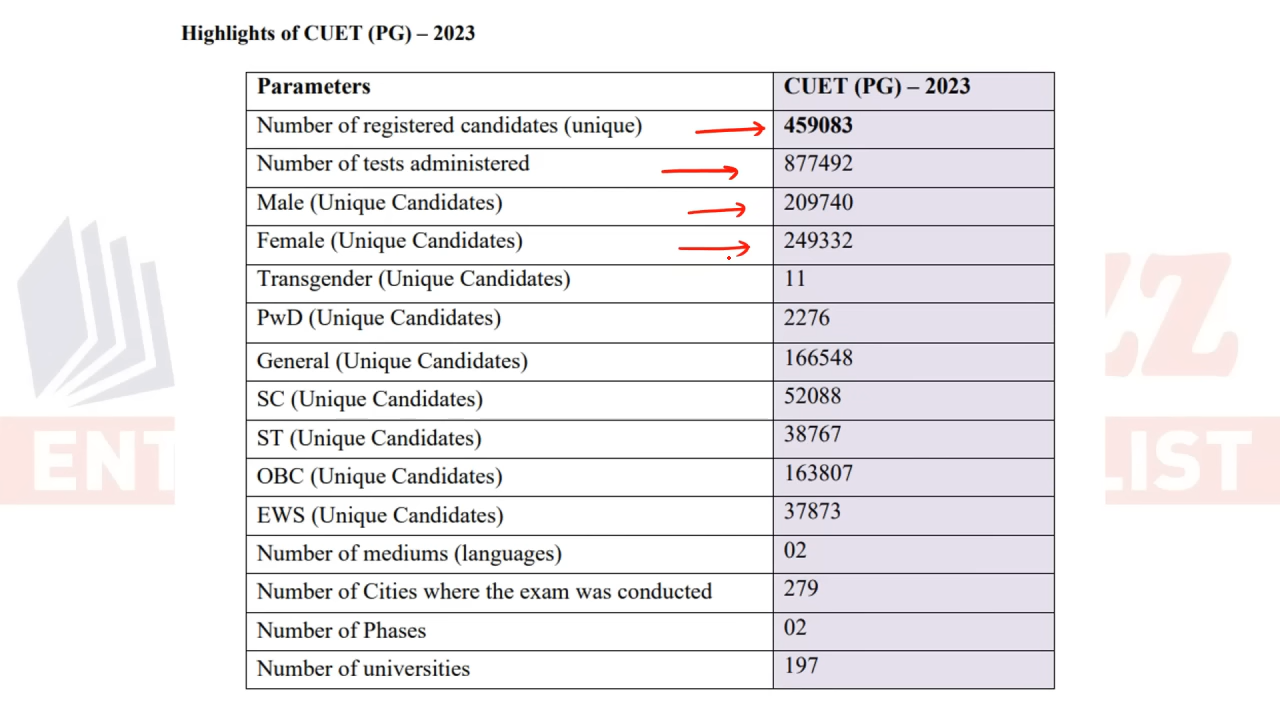 Highlights of CUET (PG) – 2023
Parameters CUET (PG) – 2023
Number of registered candidates (unique) 459083
Number of tests administered 877492
Male (Unique Candidates) 209740
Female (Unique Candidates) 249332
Transgender (Unique Candidates) 11
PwD (Unique Candidates) 2276
General (Unique Candidates) 166548
SC (Unique Candidates) 52088
ST (Unique Candidates) 38767
OBC (Unique Candidates) 163807
EWS (Unique Candidates) 37873
Number of mediums (languages) 02
Number of Cities where the exam was conducted 279
Number of Phases 02
Number of universities 197